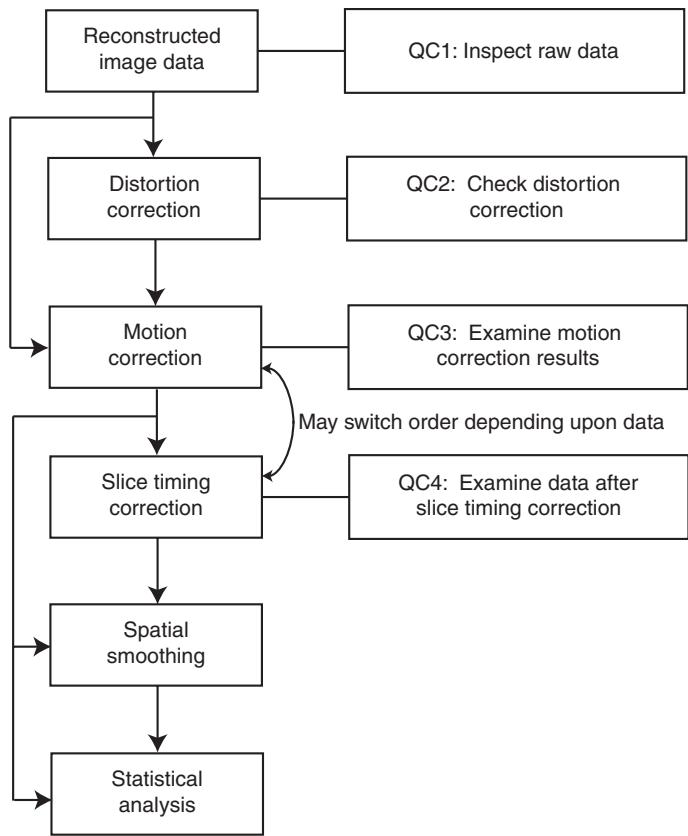 Reconstructed
image data
QC1: Inspect raw data
Distortion
correction
QC2: Check distortion
correction
Motion
correction
QC3: Examine motion
correction results
May switch order depending upon data
Slice timing
correction
QC4: Examine data after
slice timing correction
Spatial
smoothing
Statistical
analysis